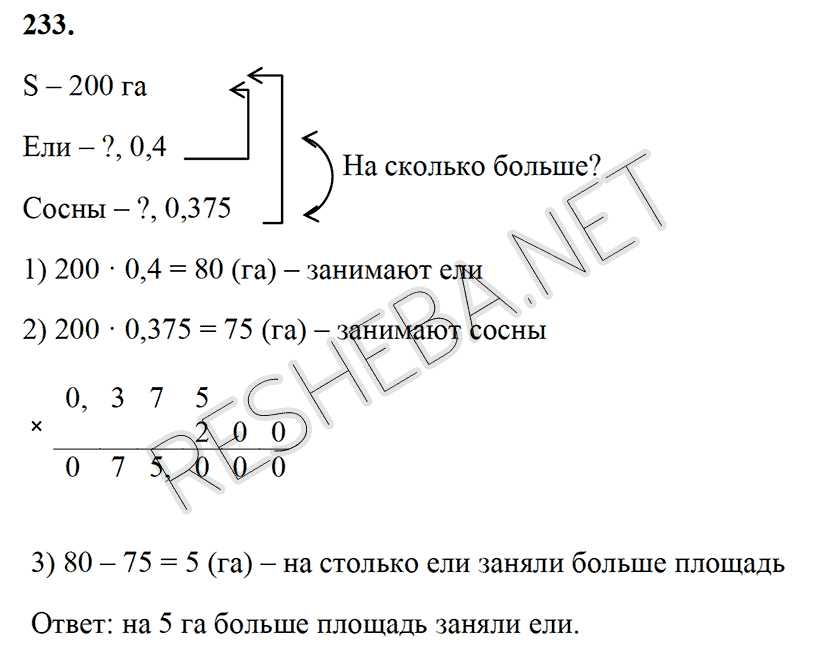 233.
S – 200 га
Ели – ?, 0,4
На сколько больше?
Сосны – ?, 0,375
1) 200 · 0,4 = 80 (га) – занимают ели
2) 200 · 0,375 = 75 (га) – занимают сосны
0, 3 7 5
×
2 0 0
0 7 5, 0 0 0
3) 80 – 75 = 5 (га) – на столько ели заняли больше площадь
Ответ: на 5 га больше площадь заняли ели.
RESHEBA.NET